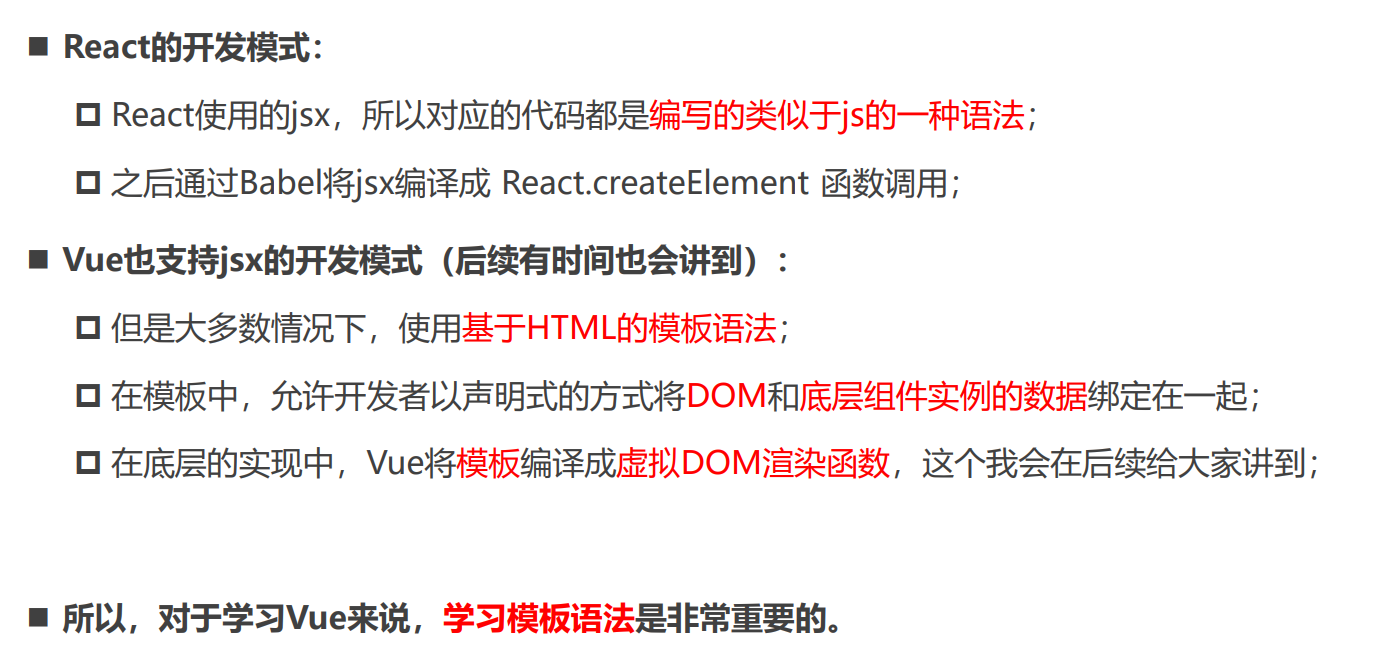 React的开发模式：
React使用的jsx，所以对应的代码都是编写的类似于js的一种语法；
之后通过Babel将jsx编译成 React.createElement 函数调用；
Vue也支持jsx的开发模式（后续有时间也会讲到）：
但是大多数情况下，使用基于HTML的模板语法；
在模板中，允许开发者以声明式的方式将DOM和底层组件实例的数据绑定在一起；
在底层的实现中，Vue将模板编译成虚拟DOM渲染函数，这个我会在后续给大家讲到；
所以，对于学习Vue来说，学习模板语法是非常重要的。